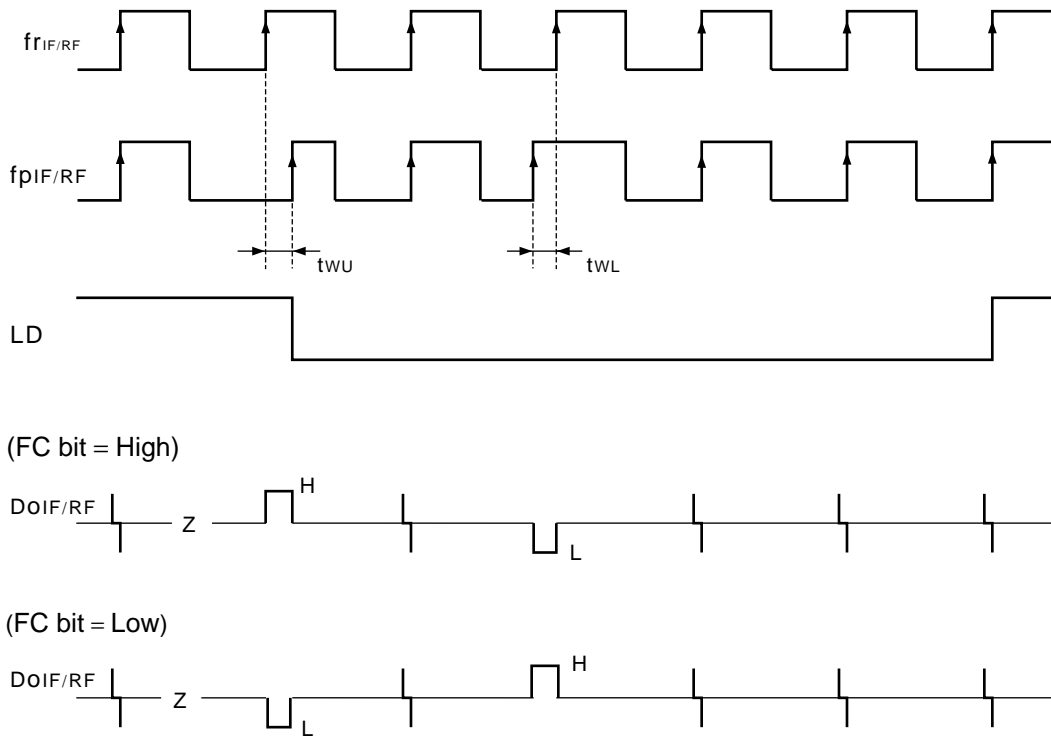 frIF/RF
fpIF/RF
tWU
tWL
LD
(FC bit = High)
DoIF/RF
Z
H
L
(FC bit = Low)
DoIF/RF
Z
L
H